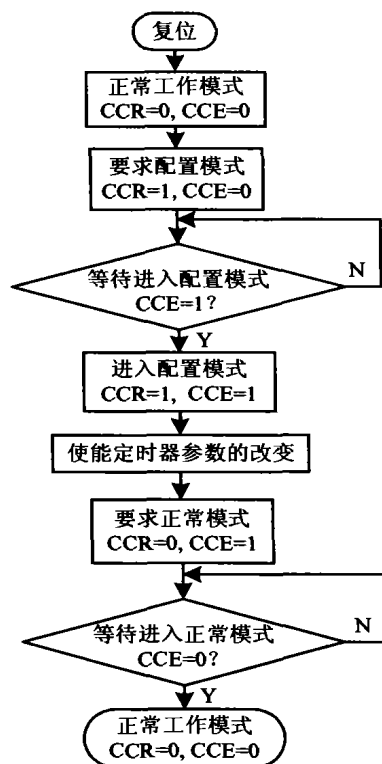 复位
正常工作模式
CCR=0, CCE=0
要求配置模式
CCR=1, CCE=0
等待进入配置模式
CCE=1?
N
Y
进入配置模式
CCR=1, CCE=1
使能定时器参数的改变
要求正常模式
CCR=0, CCE=1
等待进入正常模式
CCE=0?
N
Y
正常工作模式
CCR=0, CCE=0